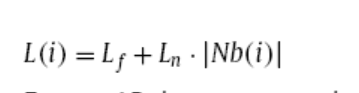 L(i) = L_f + L_n · |Nb(i)|